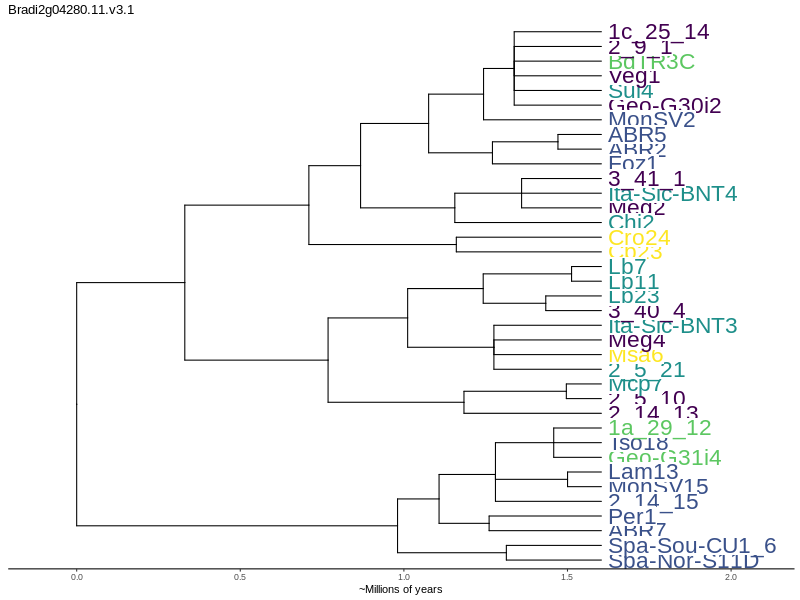 Bradi2g04280.11.v3.1
1c_25_14
2_9_1
BdTR3C
Veg1
Sul4
Geo-G30i2
MonSV2
ABR5
ABR2
Foz1
3_41_1
Ita-Sic-BNT4
Meg2
Chi2
Cro24
Cb23
Lb7
Lb11
Lb23
3_40_4
Ita-Sic-BNT3
Meg4
Msa6
2_5_21
Mcp7
2_5_10
2_14_13
1a_29_12
Tso18
Geo-G31i4
Lam13
MonSV15
2_14_15
Per1
ABR7
Spa-Sou-CU1_6
Spa-Nor-S11D
0.0 0.5 1.0 1.5 2.0
~Millions of years